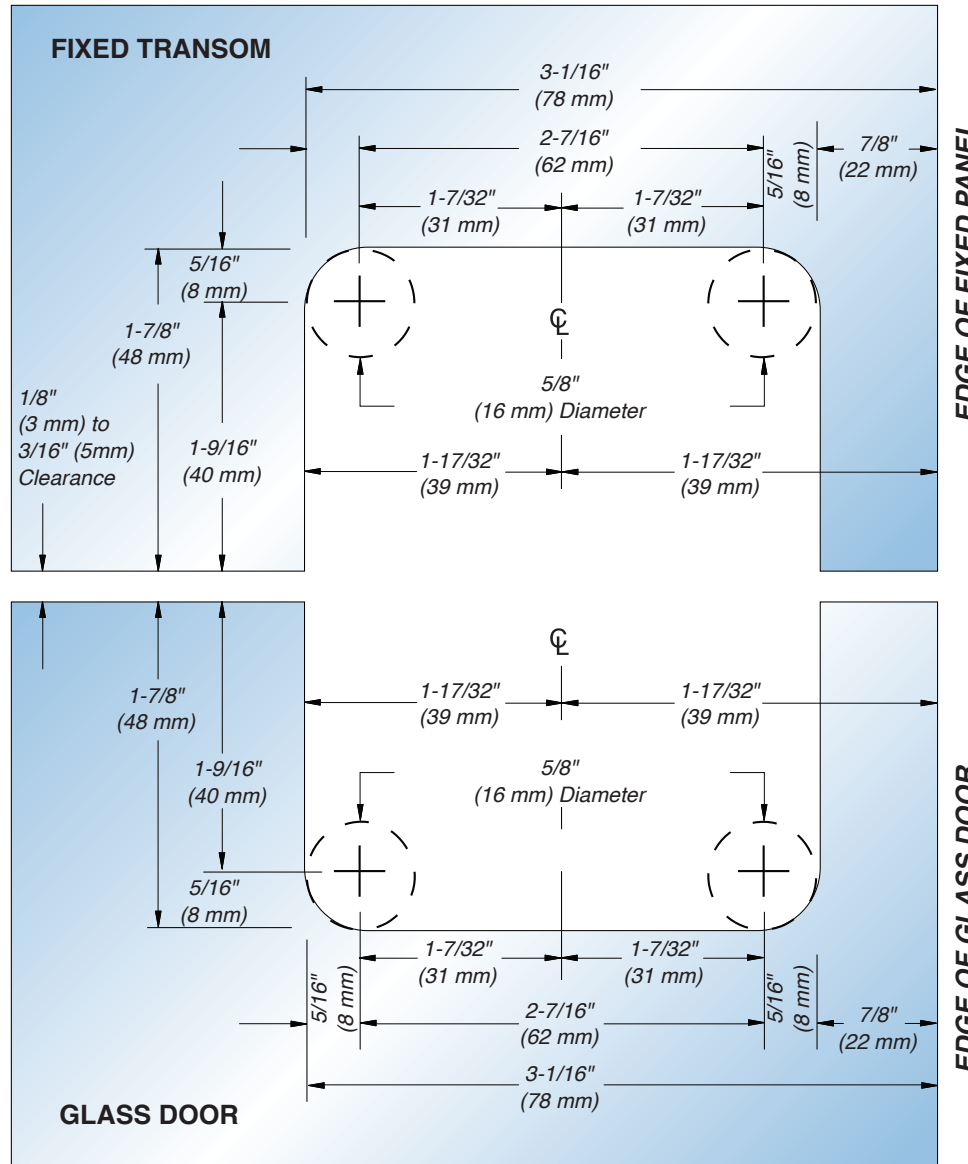 FIXED TRANSOM
3-1/16"
(78 mm)
2-7/16"
(62 mm)
5/16"
(8 mm)
7/8"
(22 mm)
1-7/32"
(31 mm)
1-7/32"
(31 mm)
5/16"
(8 mm)
1-7/8"
(48 mm)
℄
5/8"
(16 mm) Diameter
1/8"
(3 mm) to
3/16" (5mm)
Clearance
1-9/16"
(40 mm)
1-17/32"
(39 mm)
1-17/32"
(39 mm)
EDGE OF FIXED PANEL
℄
1-7/8"
(48 mm)
1-17/32"
(39 mm)
1-17/32"
(39 mm)
1-9/16"
(40 mm)
5/8"
(16 mm) Diameter
5/16"
(8 mm)
1-7/32"
(31 mm)
1-7/32"
(31 mm)
5/16"
(8 mm)
2-7/16"
(62 mm)
5/16"
(8 mm)
7/8"
(22 mm)
3-1/16"
(78 mm)
GLASS DOOR
EDGE OF GLASS DOOR